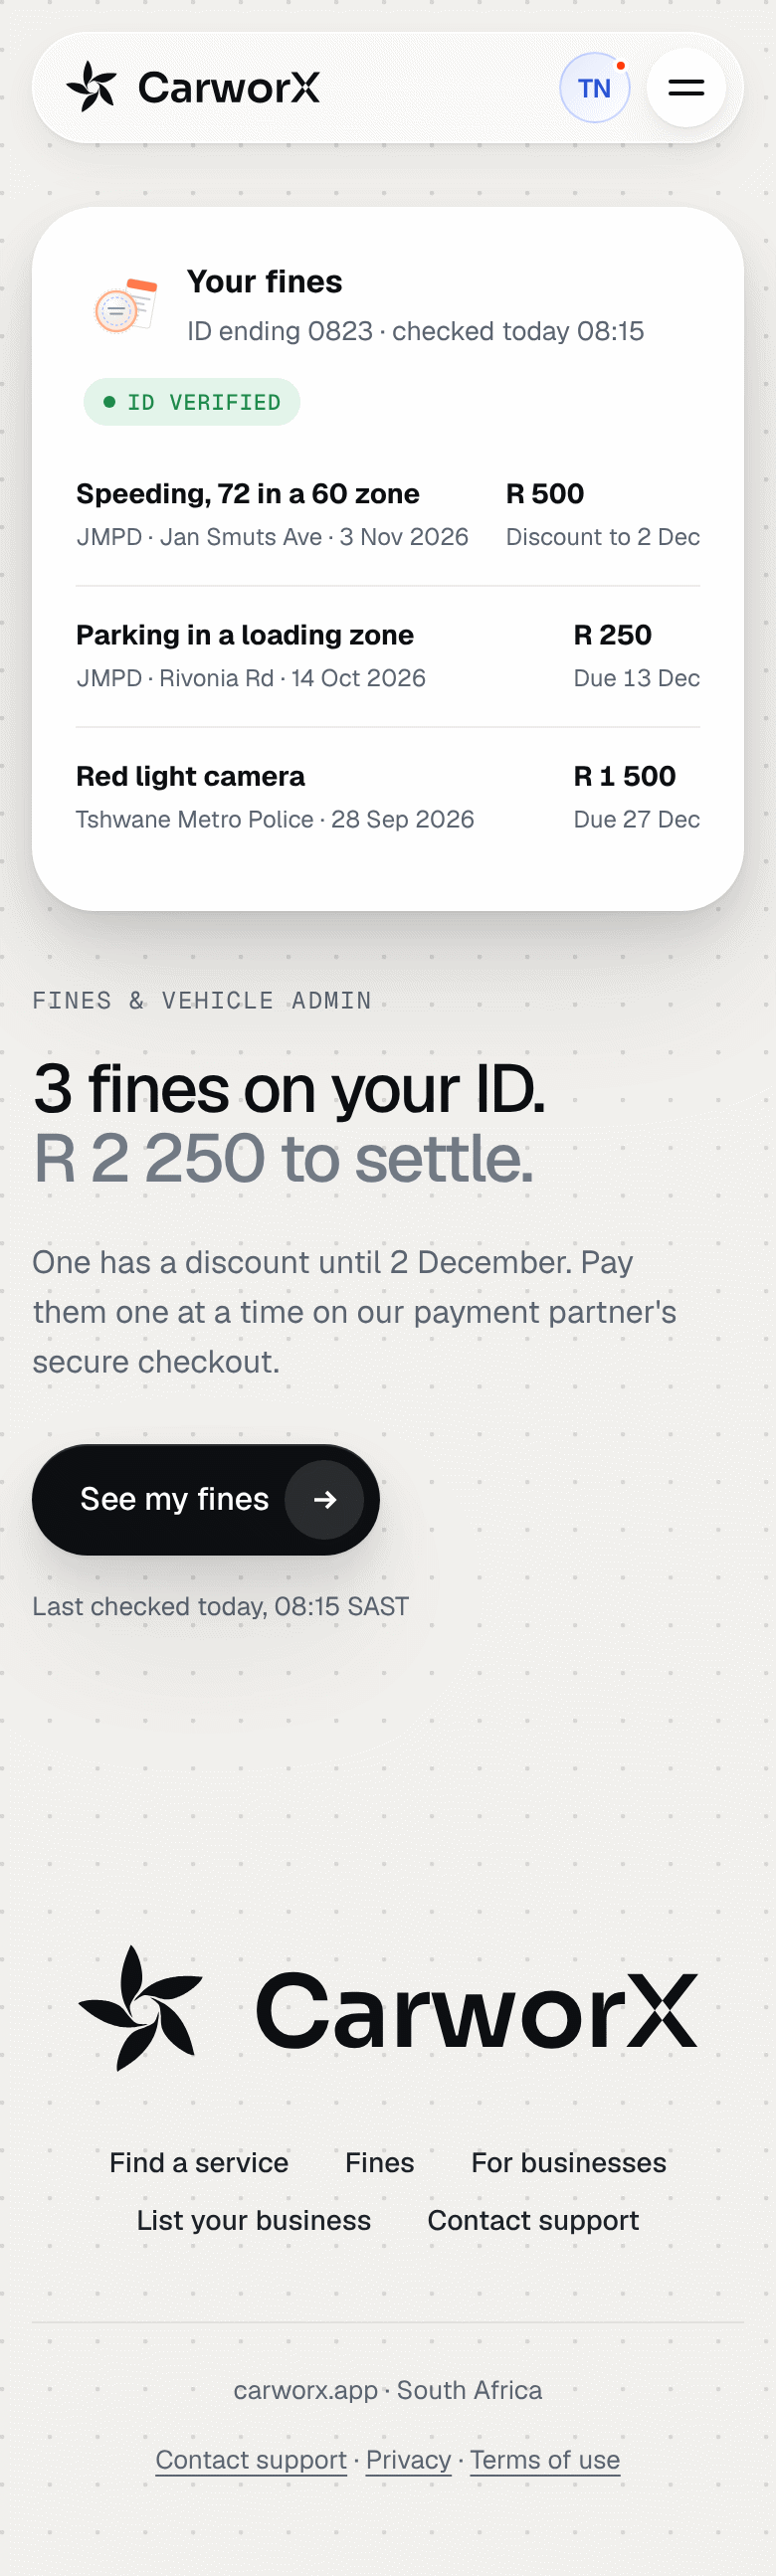 CarworX
TN
Your fines
ID ending 0823 · checked today 08:15
ID VERIFIED
Speeding, 72 in a 60 zone
R 500
JMPD · Jan Smuts Ave · 3 Nov 2026
Discount to 2 Dec
Parking in a loading zone
R 250
JMPD · Rivonia Rd · 14 Oct 2026
Due 13 Dec
Red light camera
R 1 500
Tshwane Metro Police · 28 Sep 2026
Due 27 Dec
FINES & VEHICLE ADMIN
3 fines on your ID.
R 2 250 to settle.
One has a discount until 2 December. Pay
them one at a time on our payment partner's
secure checkout.
See my fines
Last checked today, 08:15 SAST
CarworX
Find a service
Fines
For businesses
List your business
Contact support
carworx.app · South Africa
Contact support · Privacy · Terms of use